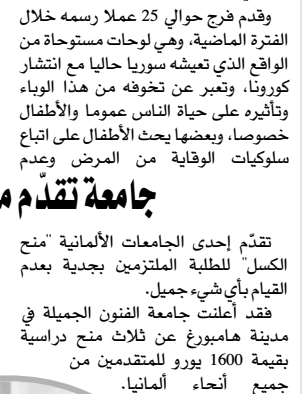 وقدم فرج حوالي 25 عملا رسمه خلال
الفترة الماضية، وهي لوحات مستوحاة من
الواقع الذي تعيشه سوريا حاليا مع انتشار
كورونا، وتعبر عن تخوفه من هذا الوباء
وتأثيره على حياة الناس عموما والأطفال
خصوصا، وبعضها يحث الأطفال على اتباع
سلوكيات الوقاية من المرض وعدم
جامعة تقدّم
تقدّم إحدى الجامعات الألمانية "منح
الكسل" للطلبة الملتزمين بجدية بعدم
القيام بأي شيء جميل.
فقد أعلنت جامعة الفنون الجميلة في
مدينة هامبورغ عن ثلاث منح دراسية
بقيمة 1600 يورو للمتقدمين من
جميع أنحاء ألمانيا.